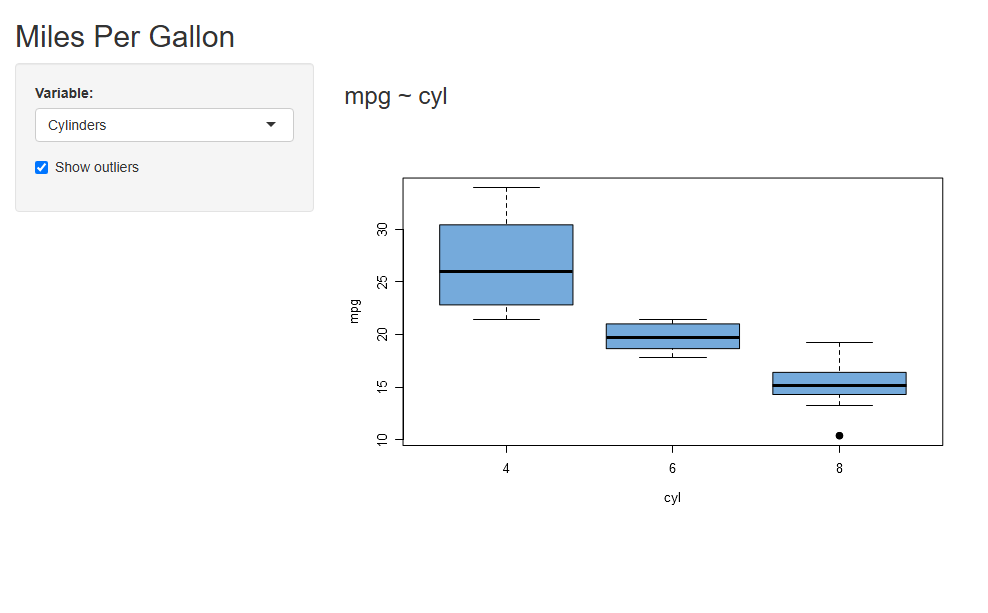 Miles Per Gallon
Variable:
Cylinders
Show outliers
mpg ~ cyl
30
25
20
15
10
mpg
4 6 8
cyl